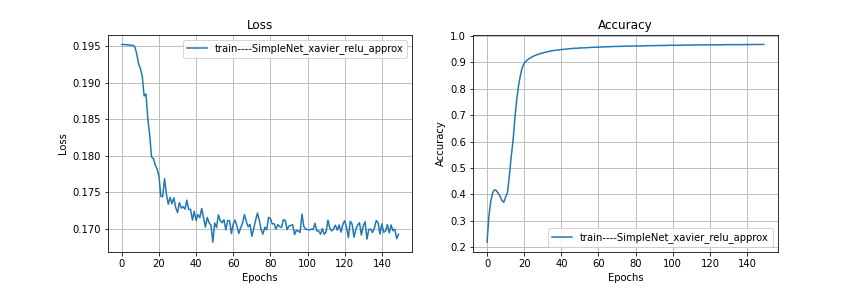 Loss
train----SimpleNet_xavier_relu_approx
Loss
0.195
0.190
0.185
0.180
0.175
0.170
0 20 40 60 80 100 120 140
Epochs
Accuracy
train----SimpleNet_xavier_relu_approx
Accuracy
1.0
0.9
0.8
0.7
0.6
0.5
0.4
0.3
0.2
0 20 40 60 80 100 120 140
Epochs